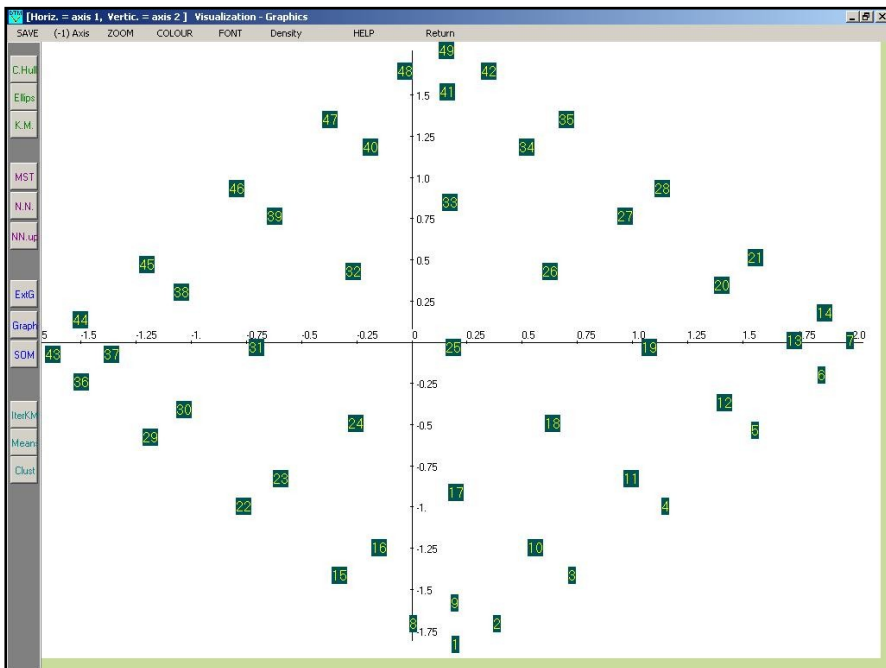 [Horiz. = axis 1, Vertic. = axis 2 ] Visualization - Graphics
SAVE (-1) Axis ZOOM COLOUR FONT Density HELP Return
49
C.Hull 48 42
Ellips 41 1.5
K.M. 47 35
1.25
40 34
MST 46 1.0 28
N.N. 39 33 27
0.75
NN.up
45 0.5 21
32 26
ExtG 38 0.25 20
Graph 44 14
5 -1.5 -1.25 -1. -0.75 -0.5 -0.25 0 0.25 0.5 0.75 1.0 1.25 1.5 1.75 2.0
SOM 43 37 31 25 19 13 7
36 -0.25 6
IterKM 30 12
29 24 -0.5 18 5
Mean
Clust 23 -0.75 11
22 17 -1. 4
16 -1.25 10
15 3
-1.5
9
8 2
-1.75
1